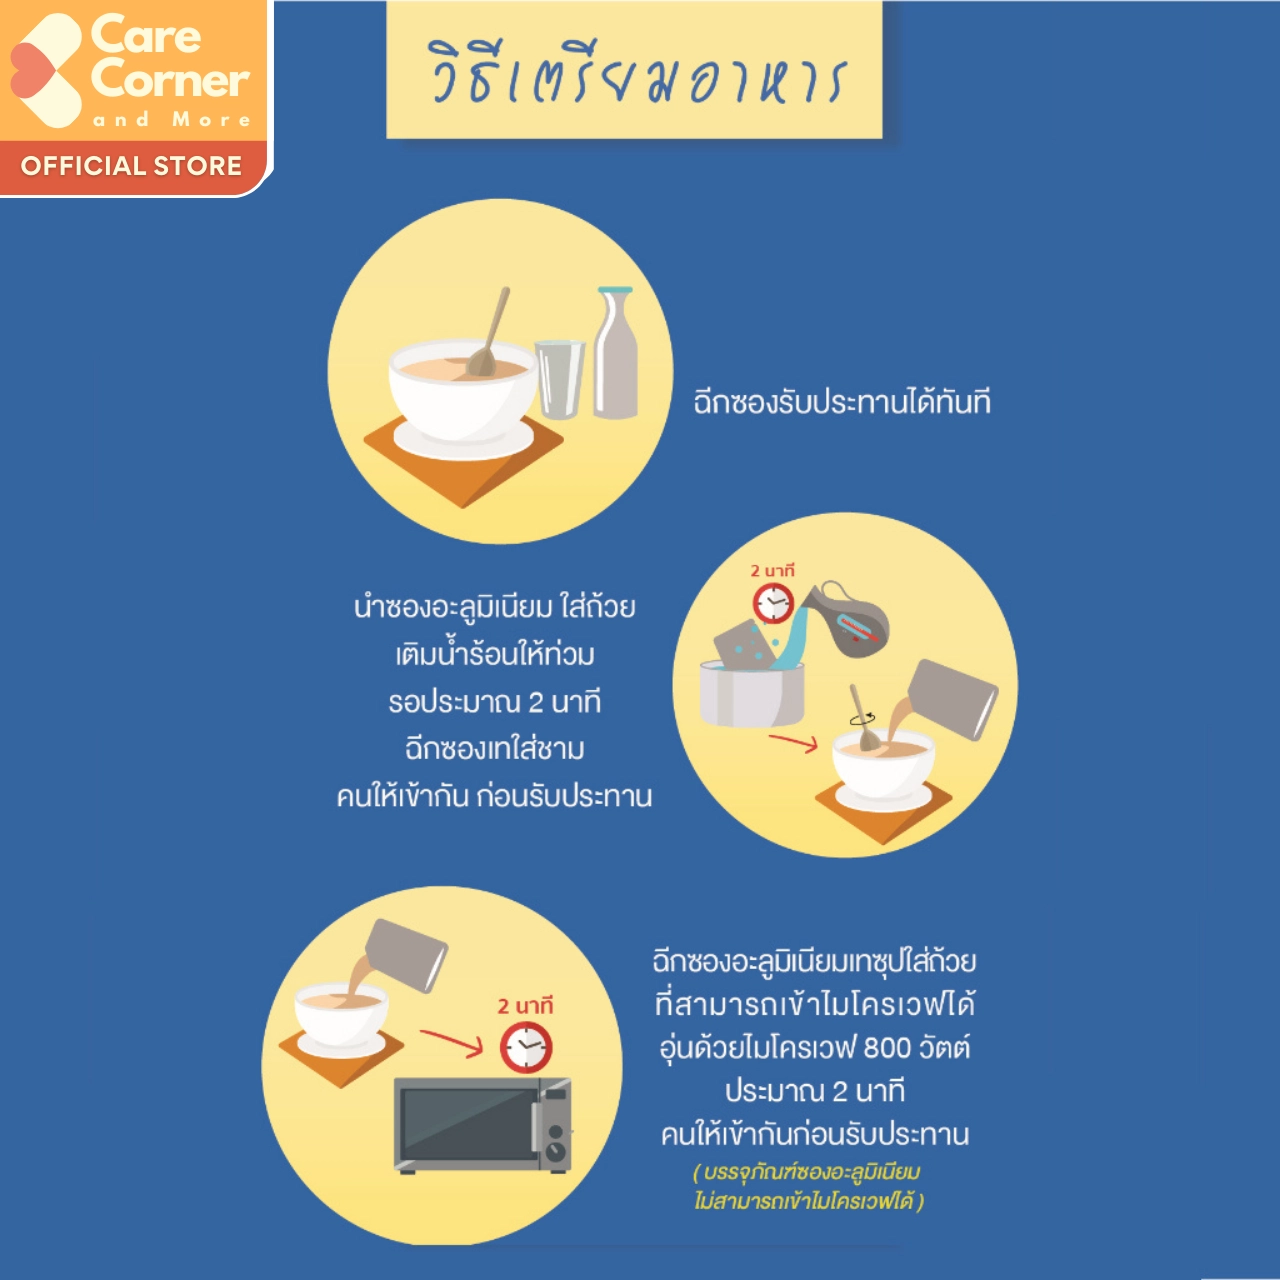 Care
Corner
and More
OFFICIAL STORE
วิธีเตรียมอาหาร
ฉีกซองรับประทานได้ทันที
นำซองอะลูมิเนียม ใส่ถ้วย
เติมน้ำร้อนให้ท่วม
รอประมาณ 2 นาที
ฉีกซองเทใส่ชาม
คนให้เข้ากัน ก่อนรับประทาน
2 นาที
2 นาที
ฉีกซองอะลูมิเนียมเทซุปใส่ถ้วย
ที่สามารถเข้าไมโครเวฟได้
อุ่นด้วยไมโครเวฟ 800 วัตต์
ประมาณ 2 นาที
คนให้เข้ากันก่อนรับประทาน
( บรรจุภัณฑ์ซองอะลูมิเนียม
ไม่สามารถเข้าไมโครเวฟได้ )